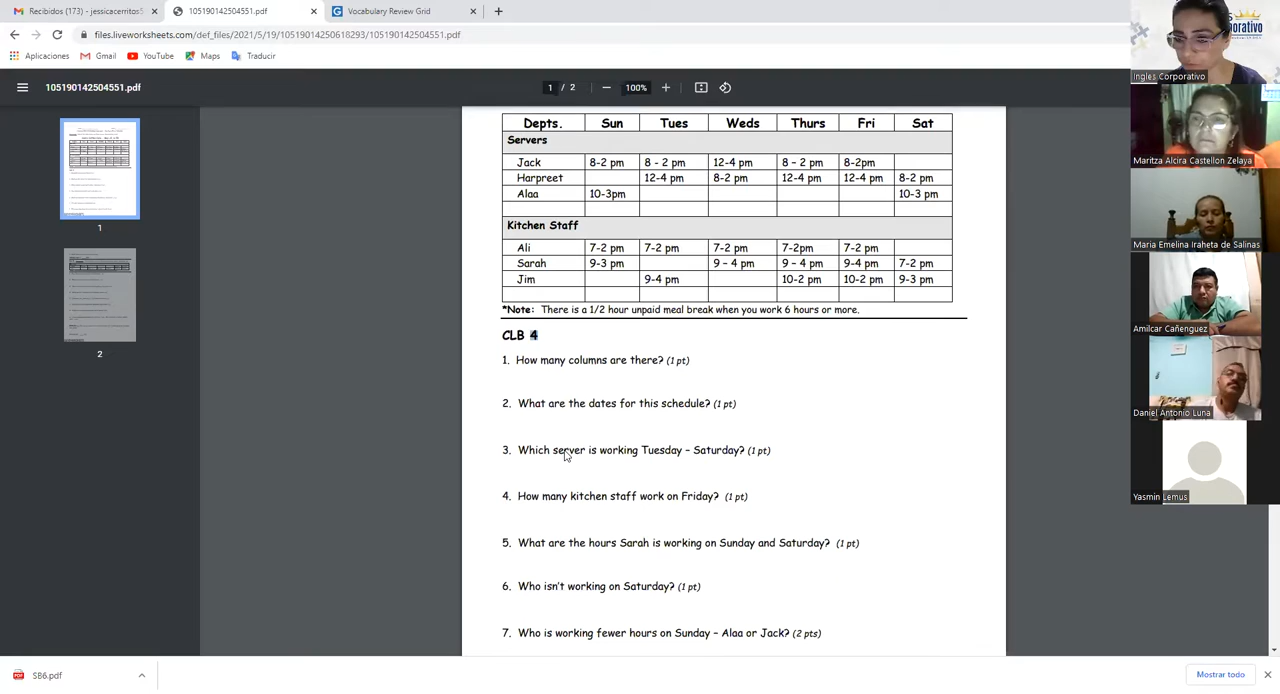 Recibidos (173) - jessicacerritos5
105190142504551.pdf
Vocabulary Review Grid
files.liveworksheets.com/def_files/2021/5/19/105190142504250618293/105190142504551.pdf
Aplicaciones Gmail YouTube Maps Traducir
105190142504551.pdf
1 / 2 100%
1
2
Depts. Sun Tues Weds Thurs Fri Sat
Servers
Jack 8-2 pm 8 - 2 pm 12-4 pm 8 – 2 pm 8-2pm
Harpreet 12-4 pm 8-2 pm 12-4 pm 12-4 pm 8-2 pm
Alaa 10-3pm 10-3 pm
Kitchen Staff
Ali 7-2 pm 7-2 pm 7-2 pm 7-2pm 7-2 pm
Sarah 9-3 pm 9 – 4 pm 9 – 4 pm 9-4 pm 7-2 pm
Jim 9-4 pm 10-2 pm 10-2 pm 9-3 pm
*Note: There is a 1/2 hour unpaid meal break when you work 6 hours or more.
CLB 4
1. How many columns are there? (1 pt)
2. What are the dates for this schedule? (1 pt)
3. Which server is working Tuesday – Saturday? (1 pt)
4. How many kitchen staff work on Friday? (1 pt)
5. What are the hours Sarah is working on Sunday and Saturday? (1 pt)
6. Who isn't working on Saturday? (1 pt)
7. Who is working fewer hours on Sunday – Alaa or Jack? (2 pts)
Ingles Corporativo
Maritza Alcira Castellon Zelaya
Maria Emelina Iraheta de Salinas
Amilcar Cañenguez
Daniel Antonio Luna
Yasmin Lemus
SB6.pdf
Mostrar todo